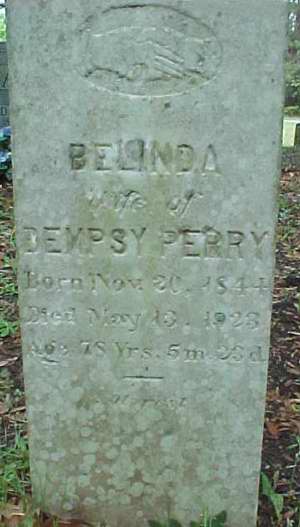 BELINDA
Wife of
DEMPSY PERRY
Born Nov. 20, 1844
Died May 13, 1923
Age 78 Yrs. 5 m. 23 d.